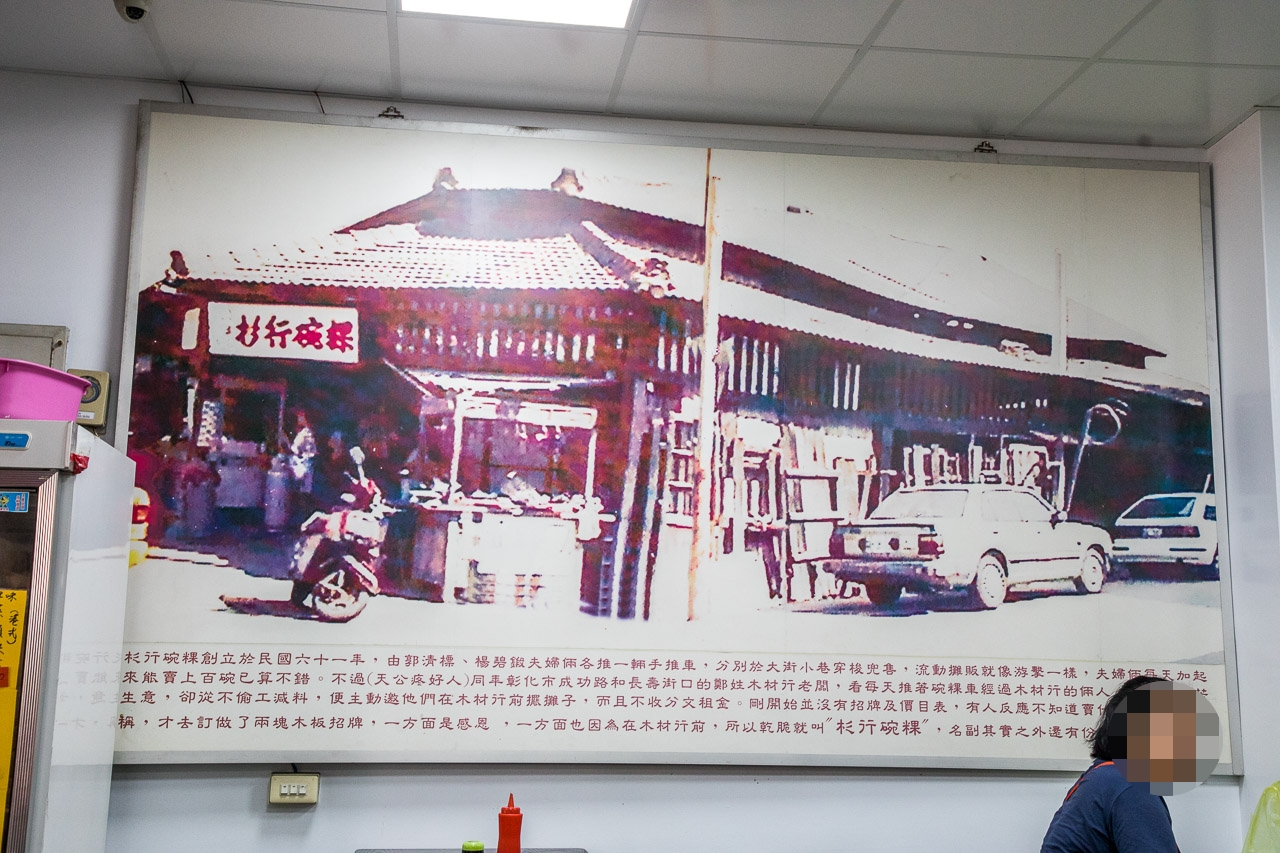 杉行碗粿
杉行碗粿創立於民國六十一年，由郭清標、楊碧鍛夫婦倆各推一輛手推車，分別於大街小巷穿梭兜售，流動攤販就像游擊一樣，夫婦倆每天加起
來能賣上百碗已算不錯。不過(天公疼好人)同年彰化市成功路和長壽街口的鄭姓木材行老闆，看每天推著碗粿車經過木材行的倆人
生意，卻從不偷工減料，便主動邀他們在木材行前擺攤子，而且不收分文租金。剛開始並沒有招牌及價目表，有人反應不知道賣
稱，才去訂做了兩塊木板招牌，一方面是感恩，一方面也因為在木材行前，所以乾脆就叫"杉行碗粿"，名副其實之外還有份